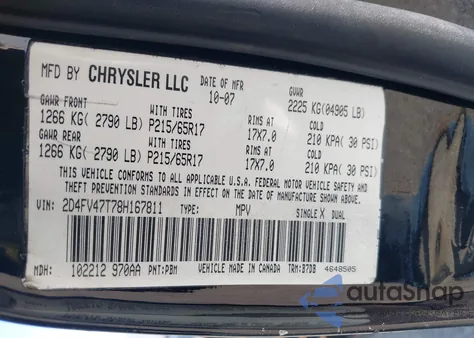 MFD BY CHRYSLER LLC DATE OF MFR 10-07 GVWR 2225 KG(04905 LB)
GAWR FRONT WITH TIRES RIMS AT COLD
1266 KG( 2790 LB) P215/65R17 17X7.0 210 KPA( 30 PSI)
GAWR REAR WITH TIRES RIMS AT COLD
1266 KG( 2790 LB) P215/65R17 17X7.0 210 KPA( 30 PSI)
THIS VEHICLE CONFORMS TO ALL APPLICABLE U.S.A. FEDERAL MOTOR VEHICLE SAFETY,
BUMPER, AND THEFT PREVENTION STANDARDS IN EFFECT ON THE DATE OF MANUFACTURE SHOWN ABOVE.
VIN: 2D4FV47T78H167811 TYPE: MPV SINGLE X DUAL
MDH: 102212 970AA PNT:PBM VEHICLE MADE IN CANADA TRM:B7DB 4648505
autoSnap